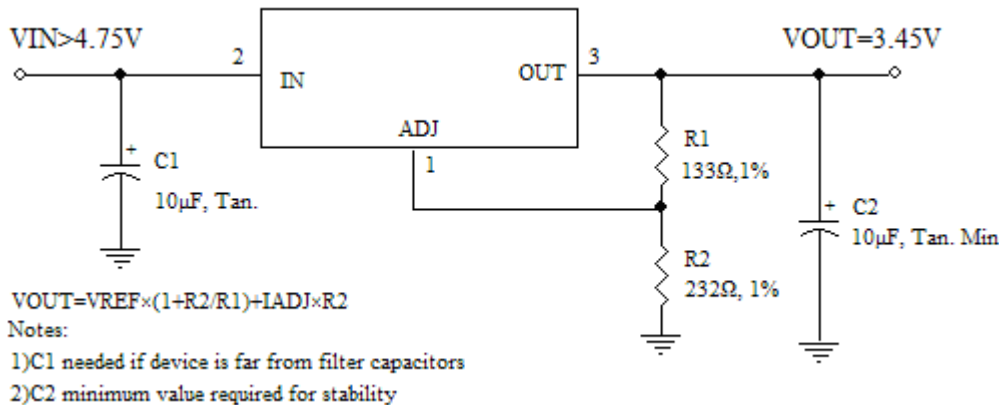 VIN>4.75V
VOUT=3.45V
2
3
IN
OUT
ADJ
1
+
C1
10μF, Tan.
R1
133Ω,1%
+
C2
10μF, Tan. Min
R2
232Ω, 1%
VOUT=VREF×(1+R2/R1)+IADJ×R2
Notes:
1)C1 needed if device is far from filter capacitors
2)C2 minimum value required for stability